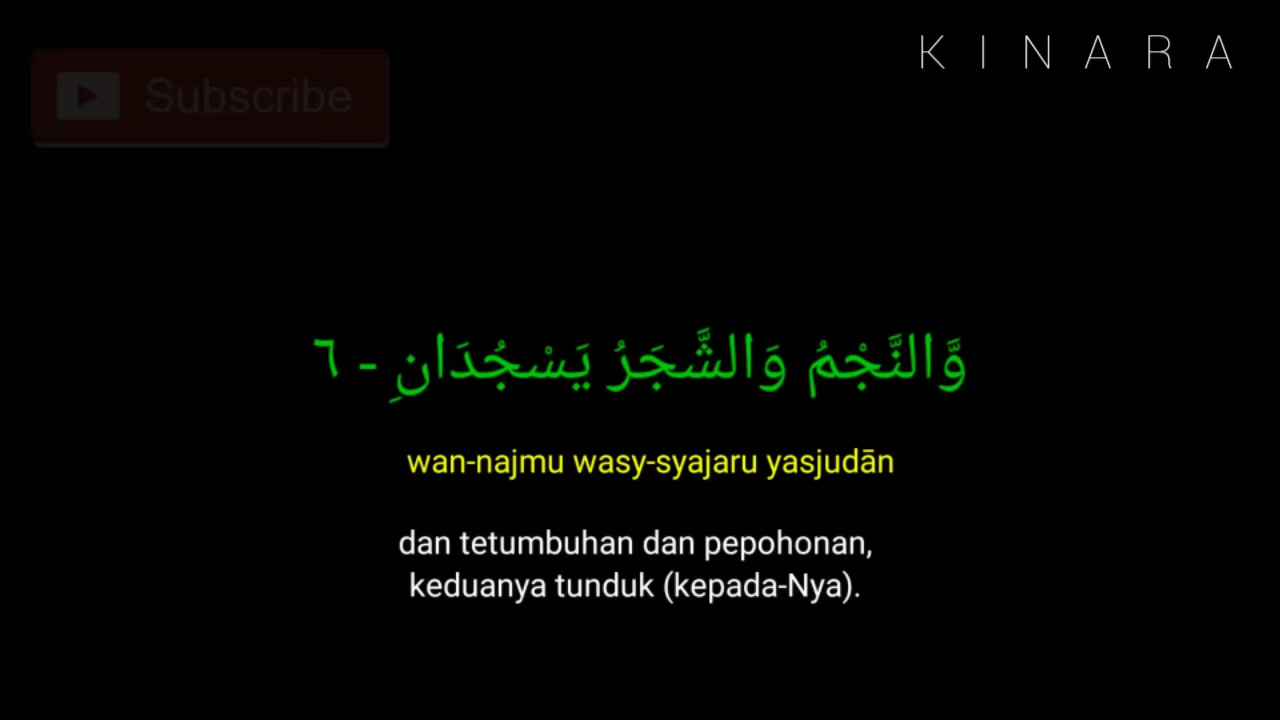 K I N A R A
Subscribe
وَّالنَّجْمُ وَالشَّجَرُ يَسْجُدَانِ - ٦
wan-najmu wasy-syajaru yasjudān
dan tetumbuhan dan pepohonan,
keduanya tunduk (kepada-Nya).